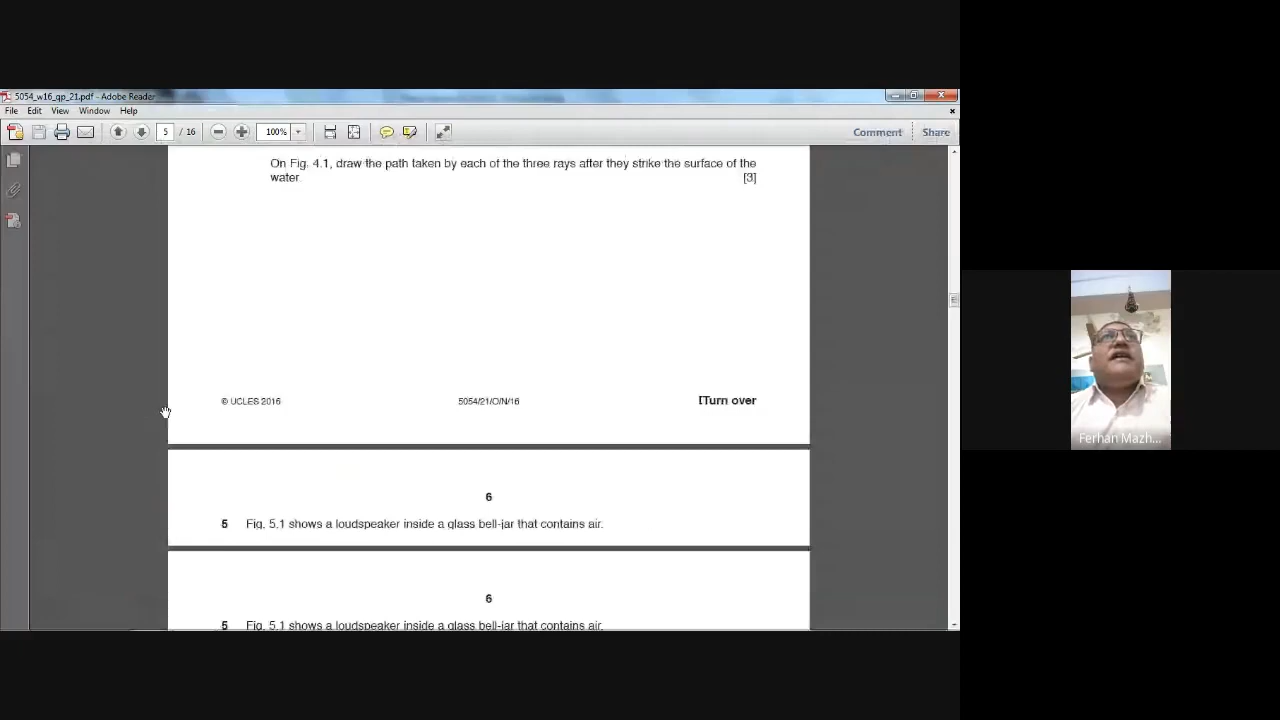 5054_w16_qp_21.pdf - Adobe Reader
File Edit View Window Help
5 / 16 100% Comment Share
On Fig. 4.1, draw the path taken by each of the three rays after they strike the surface of the
water. [3]
© UCLES 2016 5054/21/O/N/16 [Turn over
6
5 Fig. 5.1 shows a loudspeaker inside a glass bell-jar that contains air.
6
5 Fig. 5.1 shows a loudspeaker inside a glass bell-jar that contains air.
Ferhan Mazh...